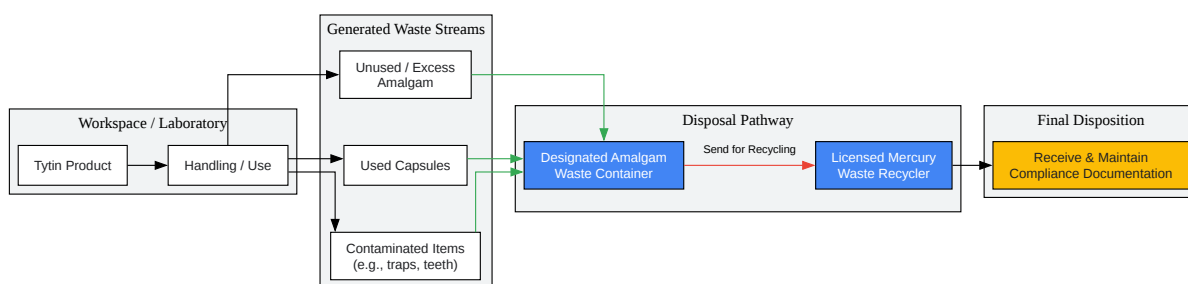 Generated Waste Streams
Unused / Excess
Amalgam
Workspace / Laboratory
Tytin Product
Handling / Use
Used Capsules
Contaminated Items
(e.g., traps, teeth)
Disposal Pathway
Designated Amalgam
Waste Container
Send for Recycling
Licensed Mercury
Waste Recycler
Final Disposition
Receive & Maintain
Compliance Documentation